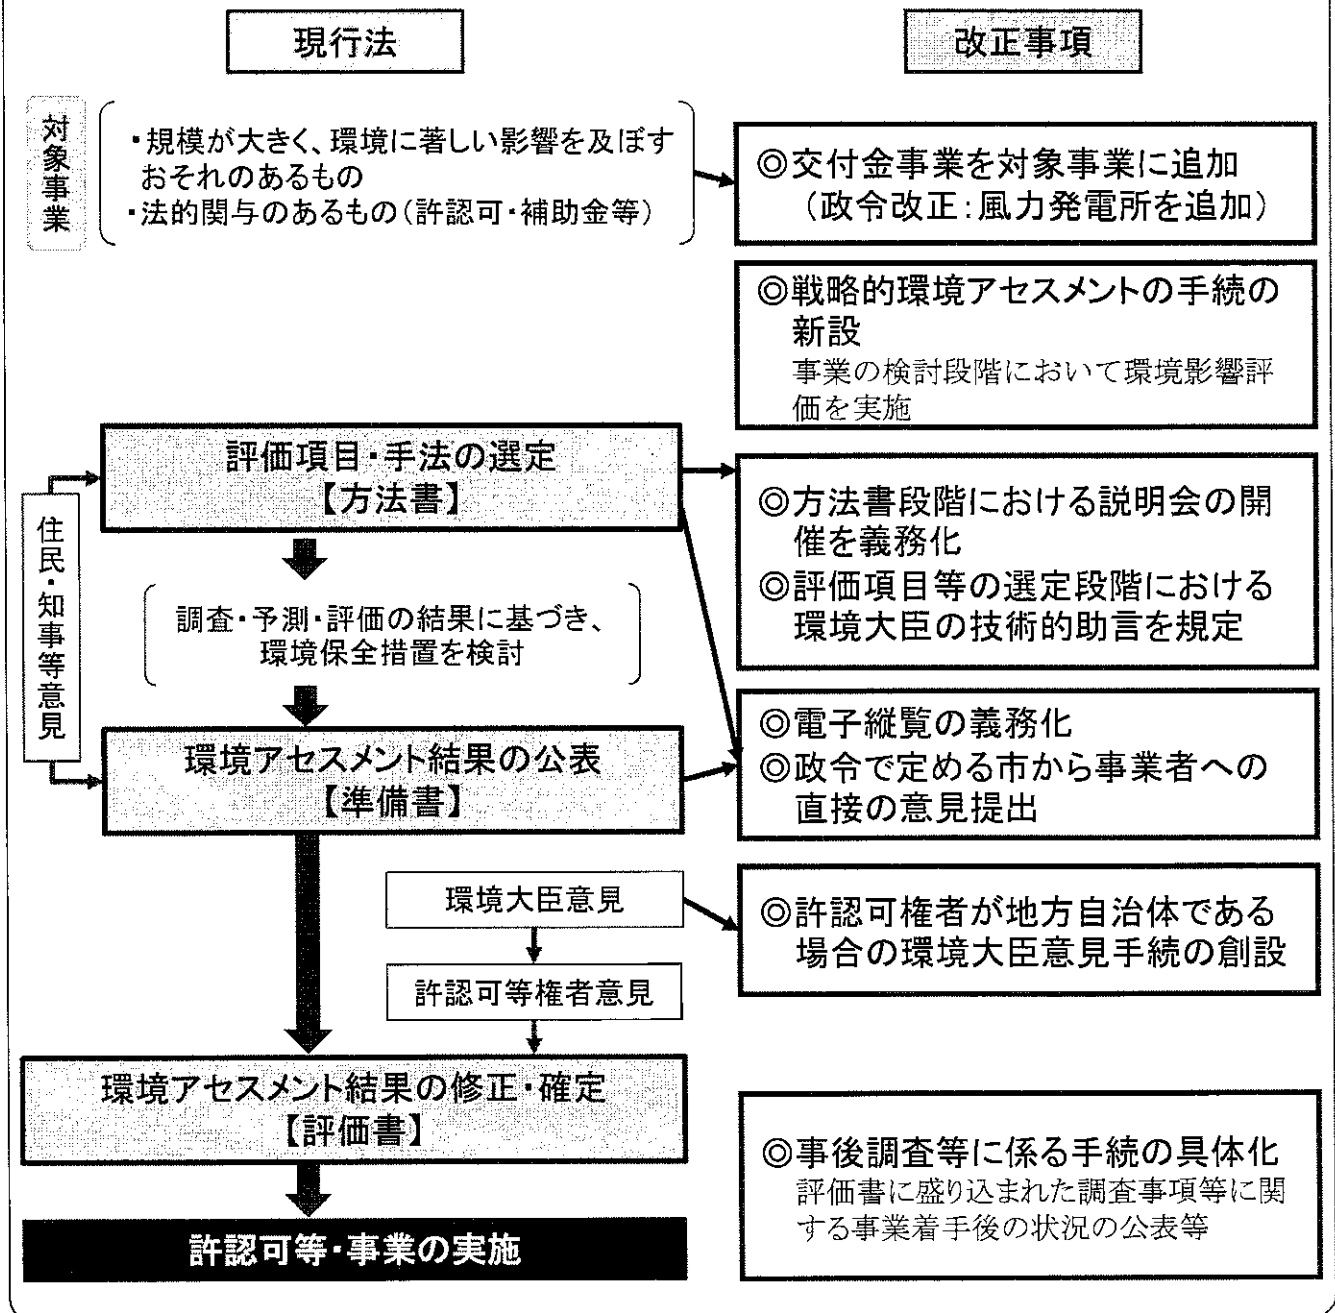 現行法
改正事項
対象事業
・規模が大きく、環境に著しい影響を及ぼす
おそれのあるもの
・法的関与のあるもの(許認可・補助金等)
◎交付金事業を対象事業に追加
(政令改正:風力発電所を追加)
◎戦略的環境アセスメントの手続の
新設
事業の検討段階において環境影響評
価を実施
評価項目・手法の選定
【方法書】
◎方法書段階における説明会の開
催を義務化
◎評価項目等の選定段階における
環境大臣の技術的助言を規定
住民・知事等意見
調査・予測・評価の結果に基づき、
環境保全措置を検討
環境アセスメント結果の公表
【準備書】
◎電子縦覧の義務化
◎政令で定める市から事業者への
直接の意見提出
環境大臣意見
許認可等権者意見
◎許認可権者が地方自治体である
場合の環境大臣意見手続の創設
環境アセスメント結果の修正・確定
【評価書】
◎事後調査等に係る手続の具体化
評価書に盛り込まれた調査事項等に関
する事業着手後の状況の公表等
許認可等・事業の実施